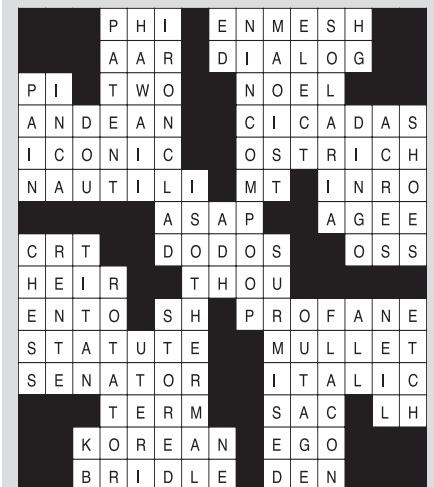 PHI ENMESH
AAR DIALOG
PI TWO NOEL
ANDEAN CICADAS
ICONIC OSTRICH
NAUTILI MT INRO
ASAP AGEE
CRT DODOS OSS
HEIR THOU
ENTO SH PROFANE
STATUTE MULLET
SENATOR ITALIC
TERM SAC LH
KOREAN EGO
BRIDLE DEN